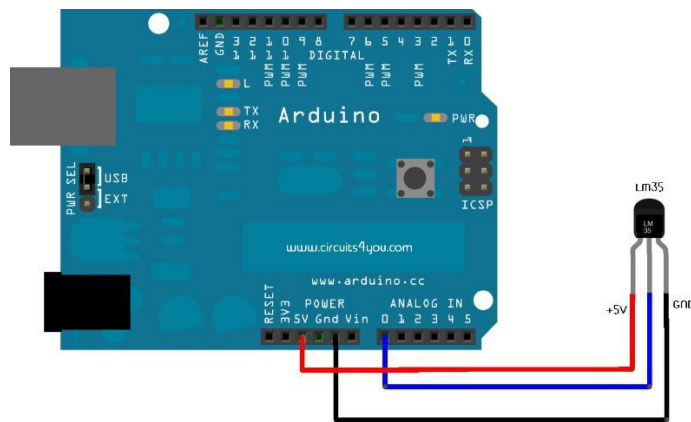 AREF
GND
13
12
11
10
9
8
7
6
5
4
3
2
1
0
PWM
PWM
PWM
DIGITAL
PWM
PWM
PWM
TX
RX
L
TX
RX
Arduino
PWR
1
ICSP
PWR SEL
USB
EXT
www.circuits4you.com
www.arduino.cc
POWER
ANALOG IN
RESET
3V3
5V Gnd Vin
0 1 2 3 4 5
Lm35
LM
35
+5V
GND